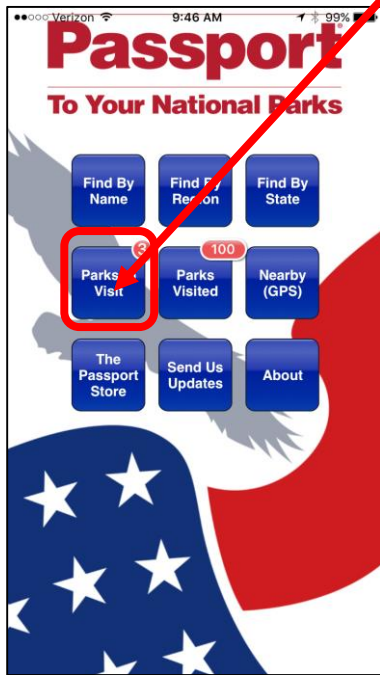 ●●○○○ Verizon 9:46 AM 99%
Passport®
To Your National Parks
Find By
Name
Find By
Region
Find By
State
3
Parks
Visit
100
Parks
Visited
Nearby
(GPS)
The
Passport
Store
Send Us
Updates
About